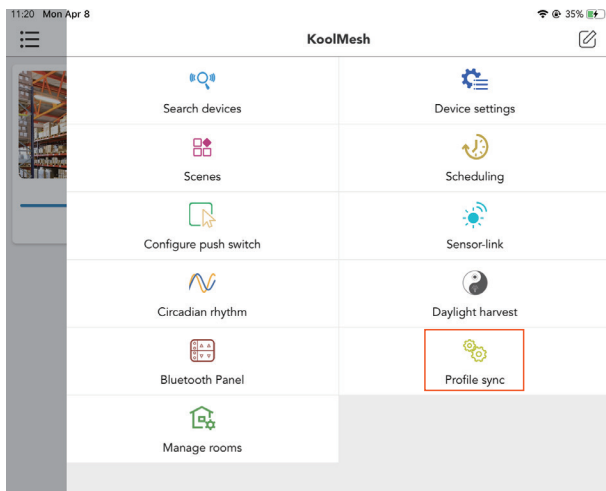 11:20 Mon Apr 8 35%
KoolMesh
Search devices Device settings
Scenes Scheduling
Configure push switch Sensor-link
Circadian rhythm Daylight harvest
Bluetooth Panel Profile sync
Manage rooms